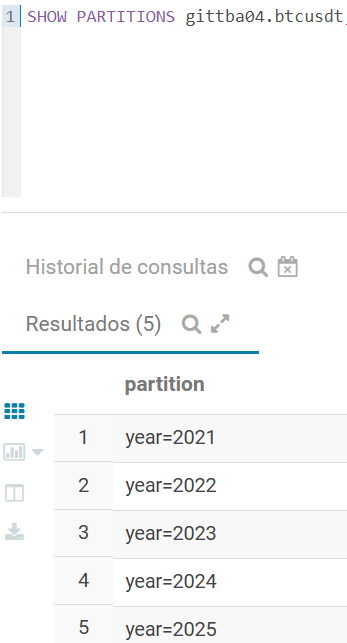 1 SHOW PARTITIONS gittba04.btcusdt
Historial de consultas
Resultados (5)
partition
1 year=2021
2 year=2022
3 year=2023
4 year=2024
5 year=2025